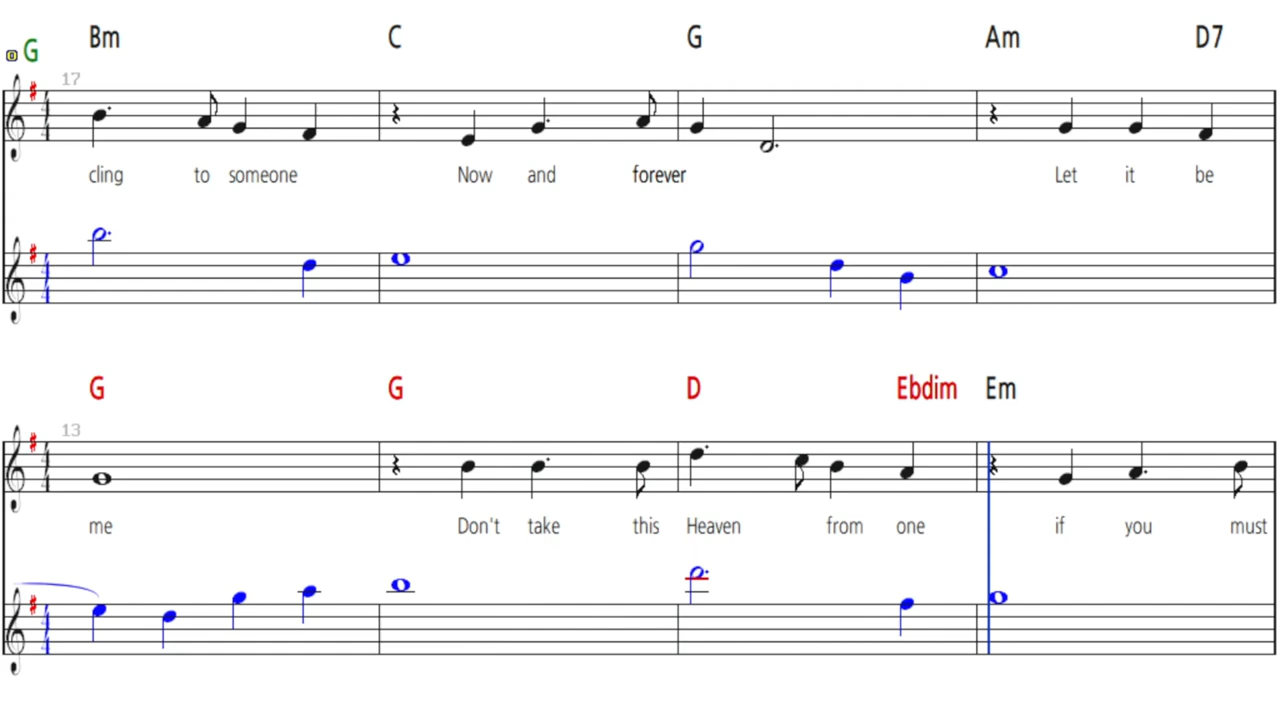 G Bm C G Am D7
17
cling to someone Now and forever Let it be
G G D Ebdim Em
13
me Don't take this Heaven from one if you must